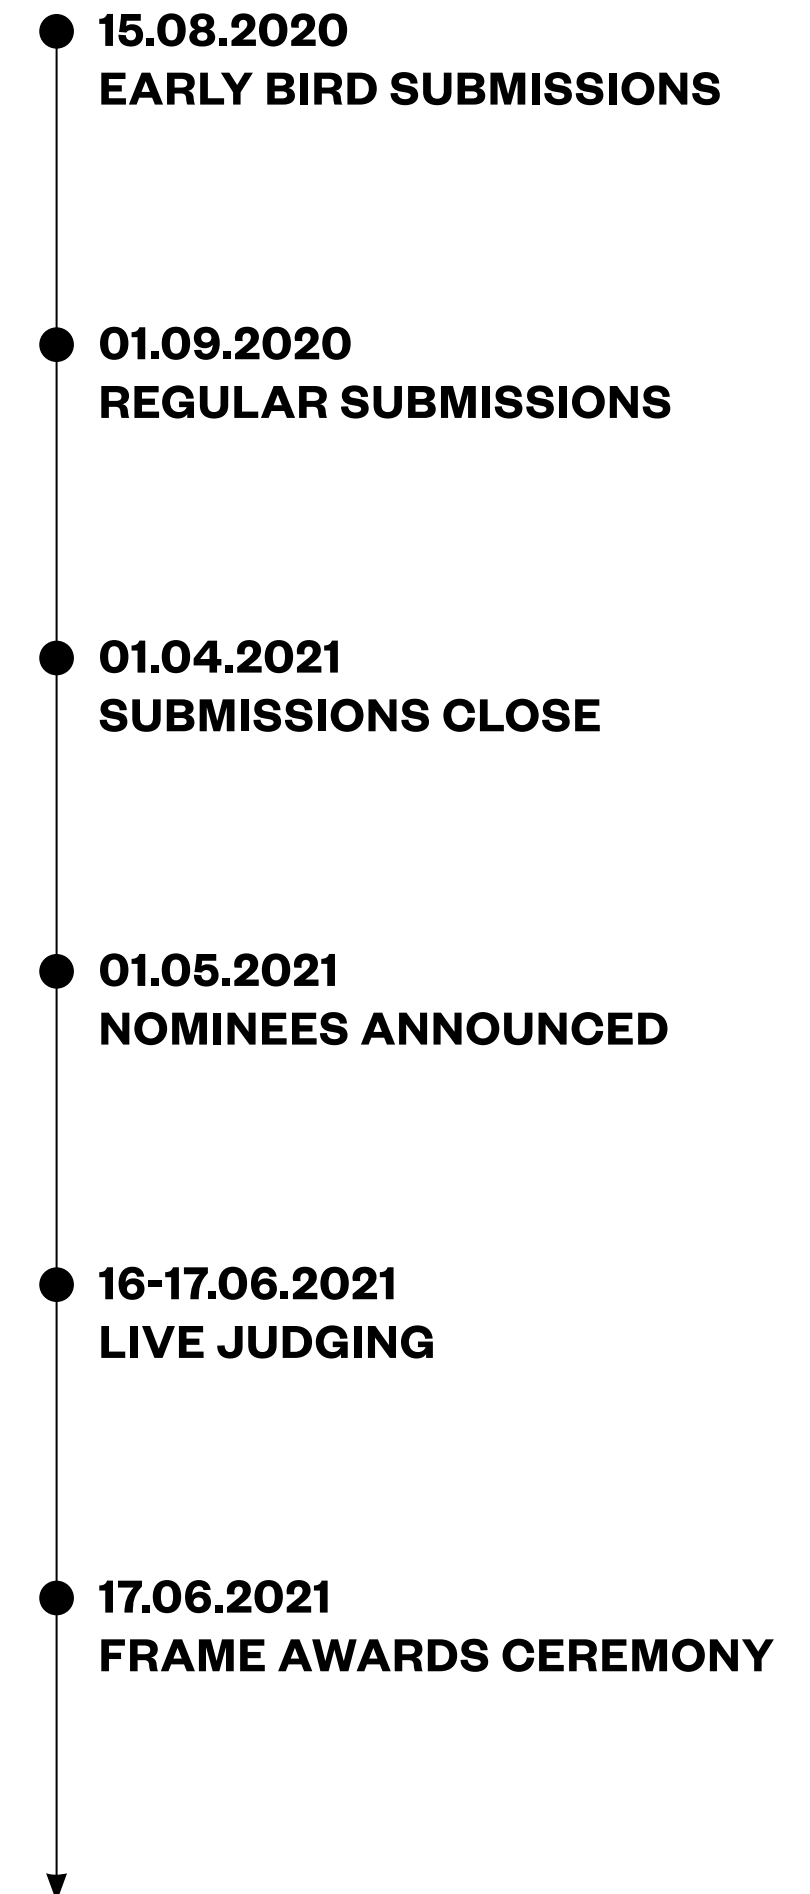 15.08.2020
EARLY BIRD SUBMISSIONS
01.09.2020
REGULAR SUBMISSIONS
01.04.2021
SUBMISSIONS CLOSE
01.05.2021
NOMINEES ANNOUNCED
16-17.06.2021
LIVE JUDGING
17.06.2021
FRAME AWARDS CEREMONY